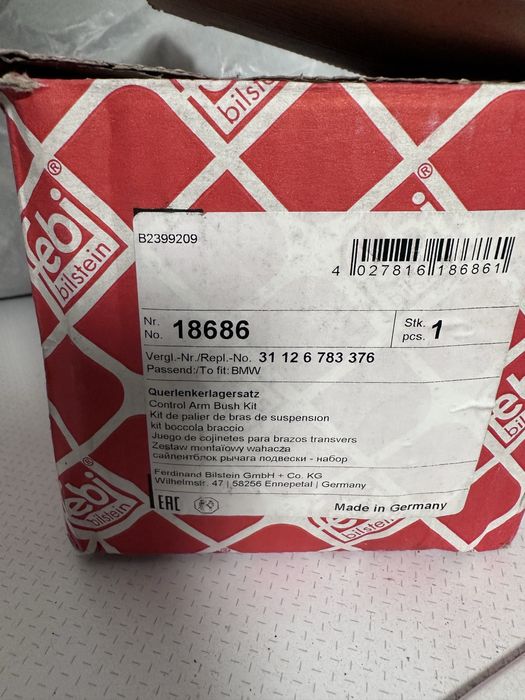 febi®
bilstein
bilstein
B2399209
4 027816 186861
Nr.
No. 18686
Stk.
pcs. 1
Vergl.-Nr./Repl.-No. 31 12 6 783 376
Passend:/To fit:BMW
Querlenkerlagersatz
Control Arm Bush Kit
Kit de palier de bras de suspension
kit boccola braccio
Juego de cojinetes para brazos transvers
Zestaw montażowy wahacza
сайлентблок рычага подвески - набор
Ferdinand Bilstein GmbH + Co. KG
Wilhelmstr. 47 | 58256 Ennepetal | Germany
EAC
Made in Germany
febi
bilstein